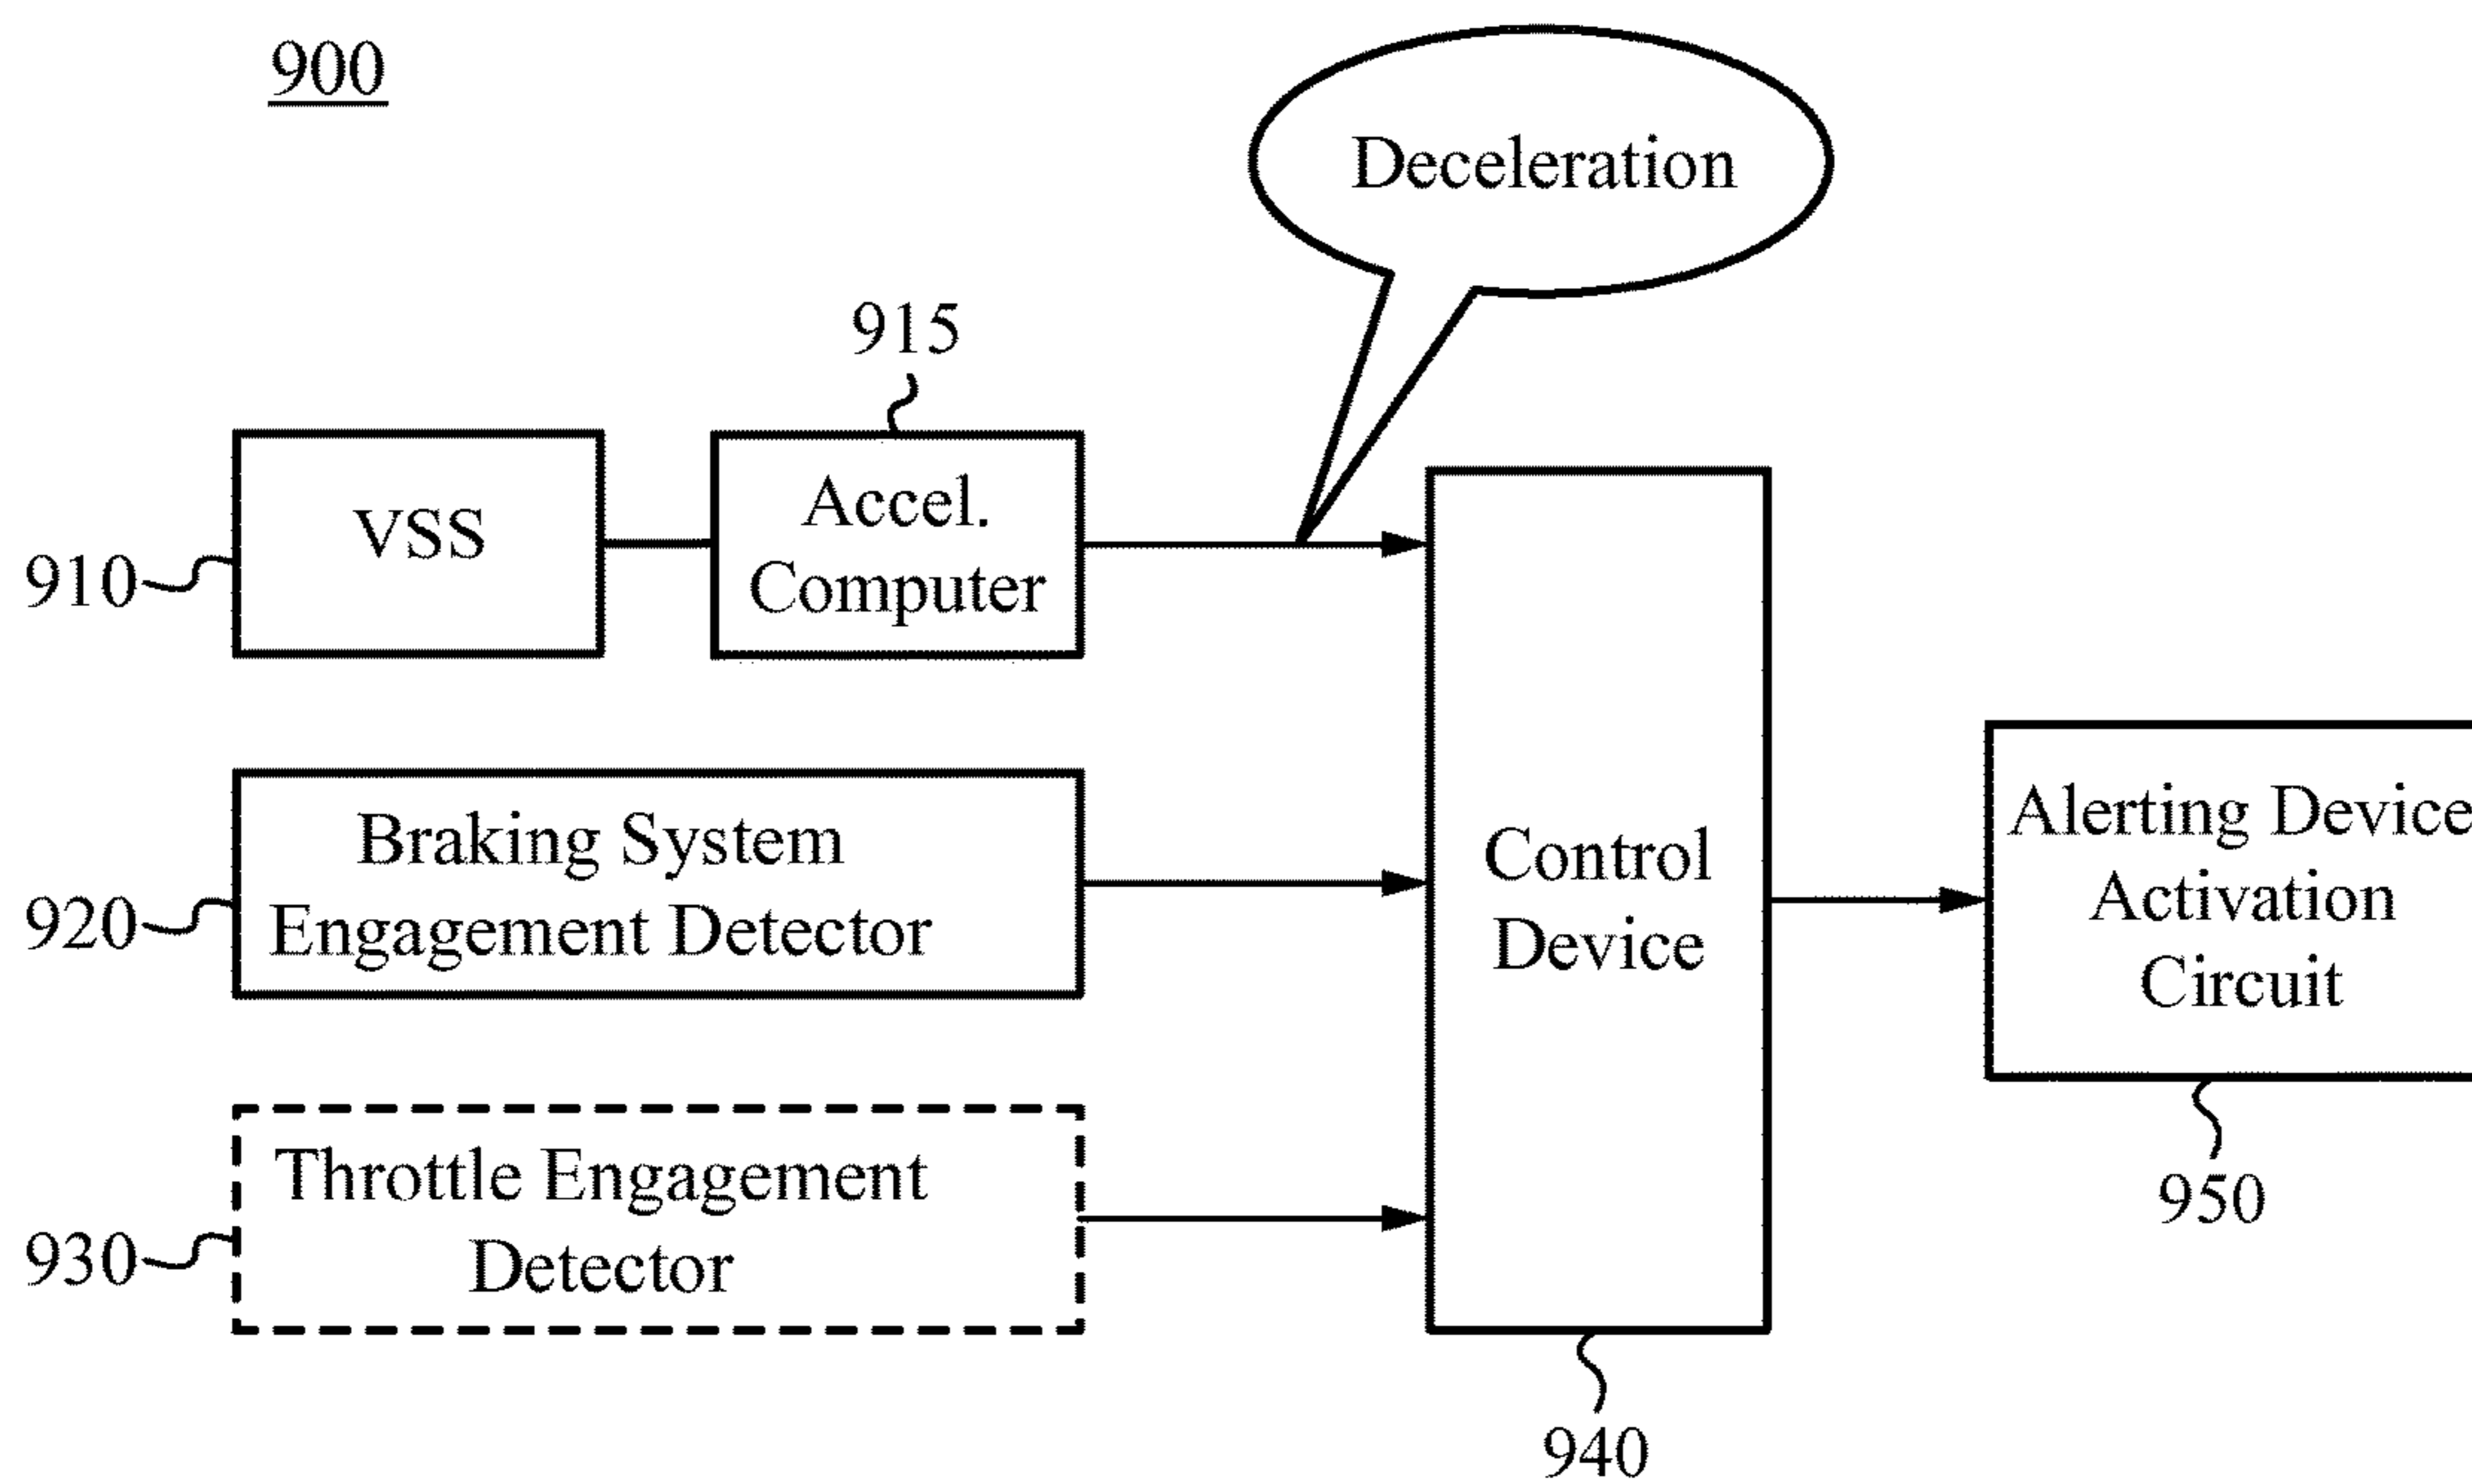 900
Deceleration
915
VSS
Accel.
Computer
910
Braking System
Engagement Detector
920
Control
Device
Alerting Device
Activation
Circuit
Throttle Engagement
Detector
930
950
940